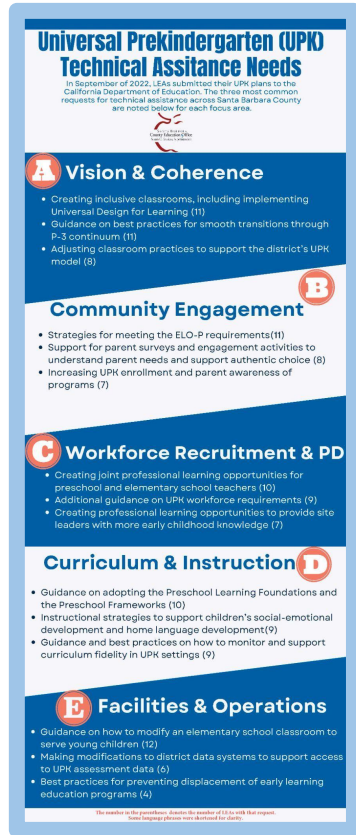 Universal Prekindergarten (UPK)
Technical Assitance Needs
In September of 2022, LEAs submitted their UPK plans to the
California Department of Education. The three most common
requests for technical assistance across Santa Barbara County
are noted below for each focus area.
County Education Office
A Vision & Coherence
• Creating inclusive classrooms, including implementing
Universal Design for Learning (11)
• Guidance on best practices for smooth transitions through
P-3 continuum (11)
• Adjusting classroom practices to support the district's UPK
model (8)
B
Community Engagement
• Strategies for meeting the ELO-P requirements(11)
• Support for parent surveys and engagement activities to
understand parent needs and support authentic choice (8)
• Increasing UPK enrollment and parent awareness of
programs (7)
C Workforce Recruitment & PD
• Creating joint professional learning opportunities for
preschool and elementary school teachers (10)
• Additional guidance on UPK workforce requirements (9)
• Creating professional learning opportunities to provide site
leaders with more early childhood knowledge (7)
Curriculum & Instruction D
• Guidance on adopting the Preschool Learning Foundations and
the Preschool Frameworks (10)
• Instructional strategies to support children's social-emotional
development and home language development(9)
• Guidance and best practices on how to monitor and support
curriculum fidelity in UPK settings (9)
E Facilities & Operations
• Guidance on how to modify an elementary school classroom to
serve young children (12)
• Making modifications to district data systems to support access
to UPK assessment data (6)
• Best practices for preventing displacement of early learning
education programs (4)
The number in the parentheses denotes the number of LEAs with that request.
Some language phrases were shortened for clarity.